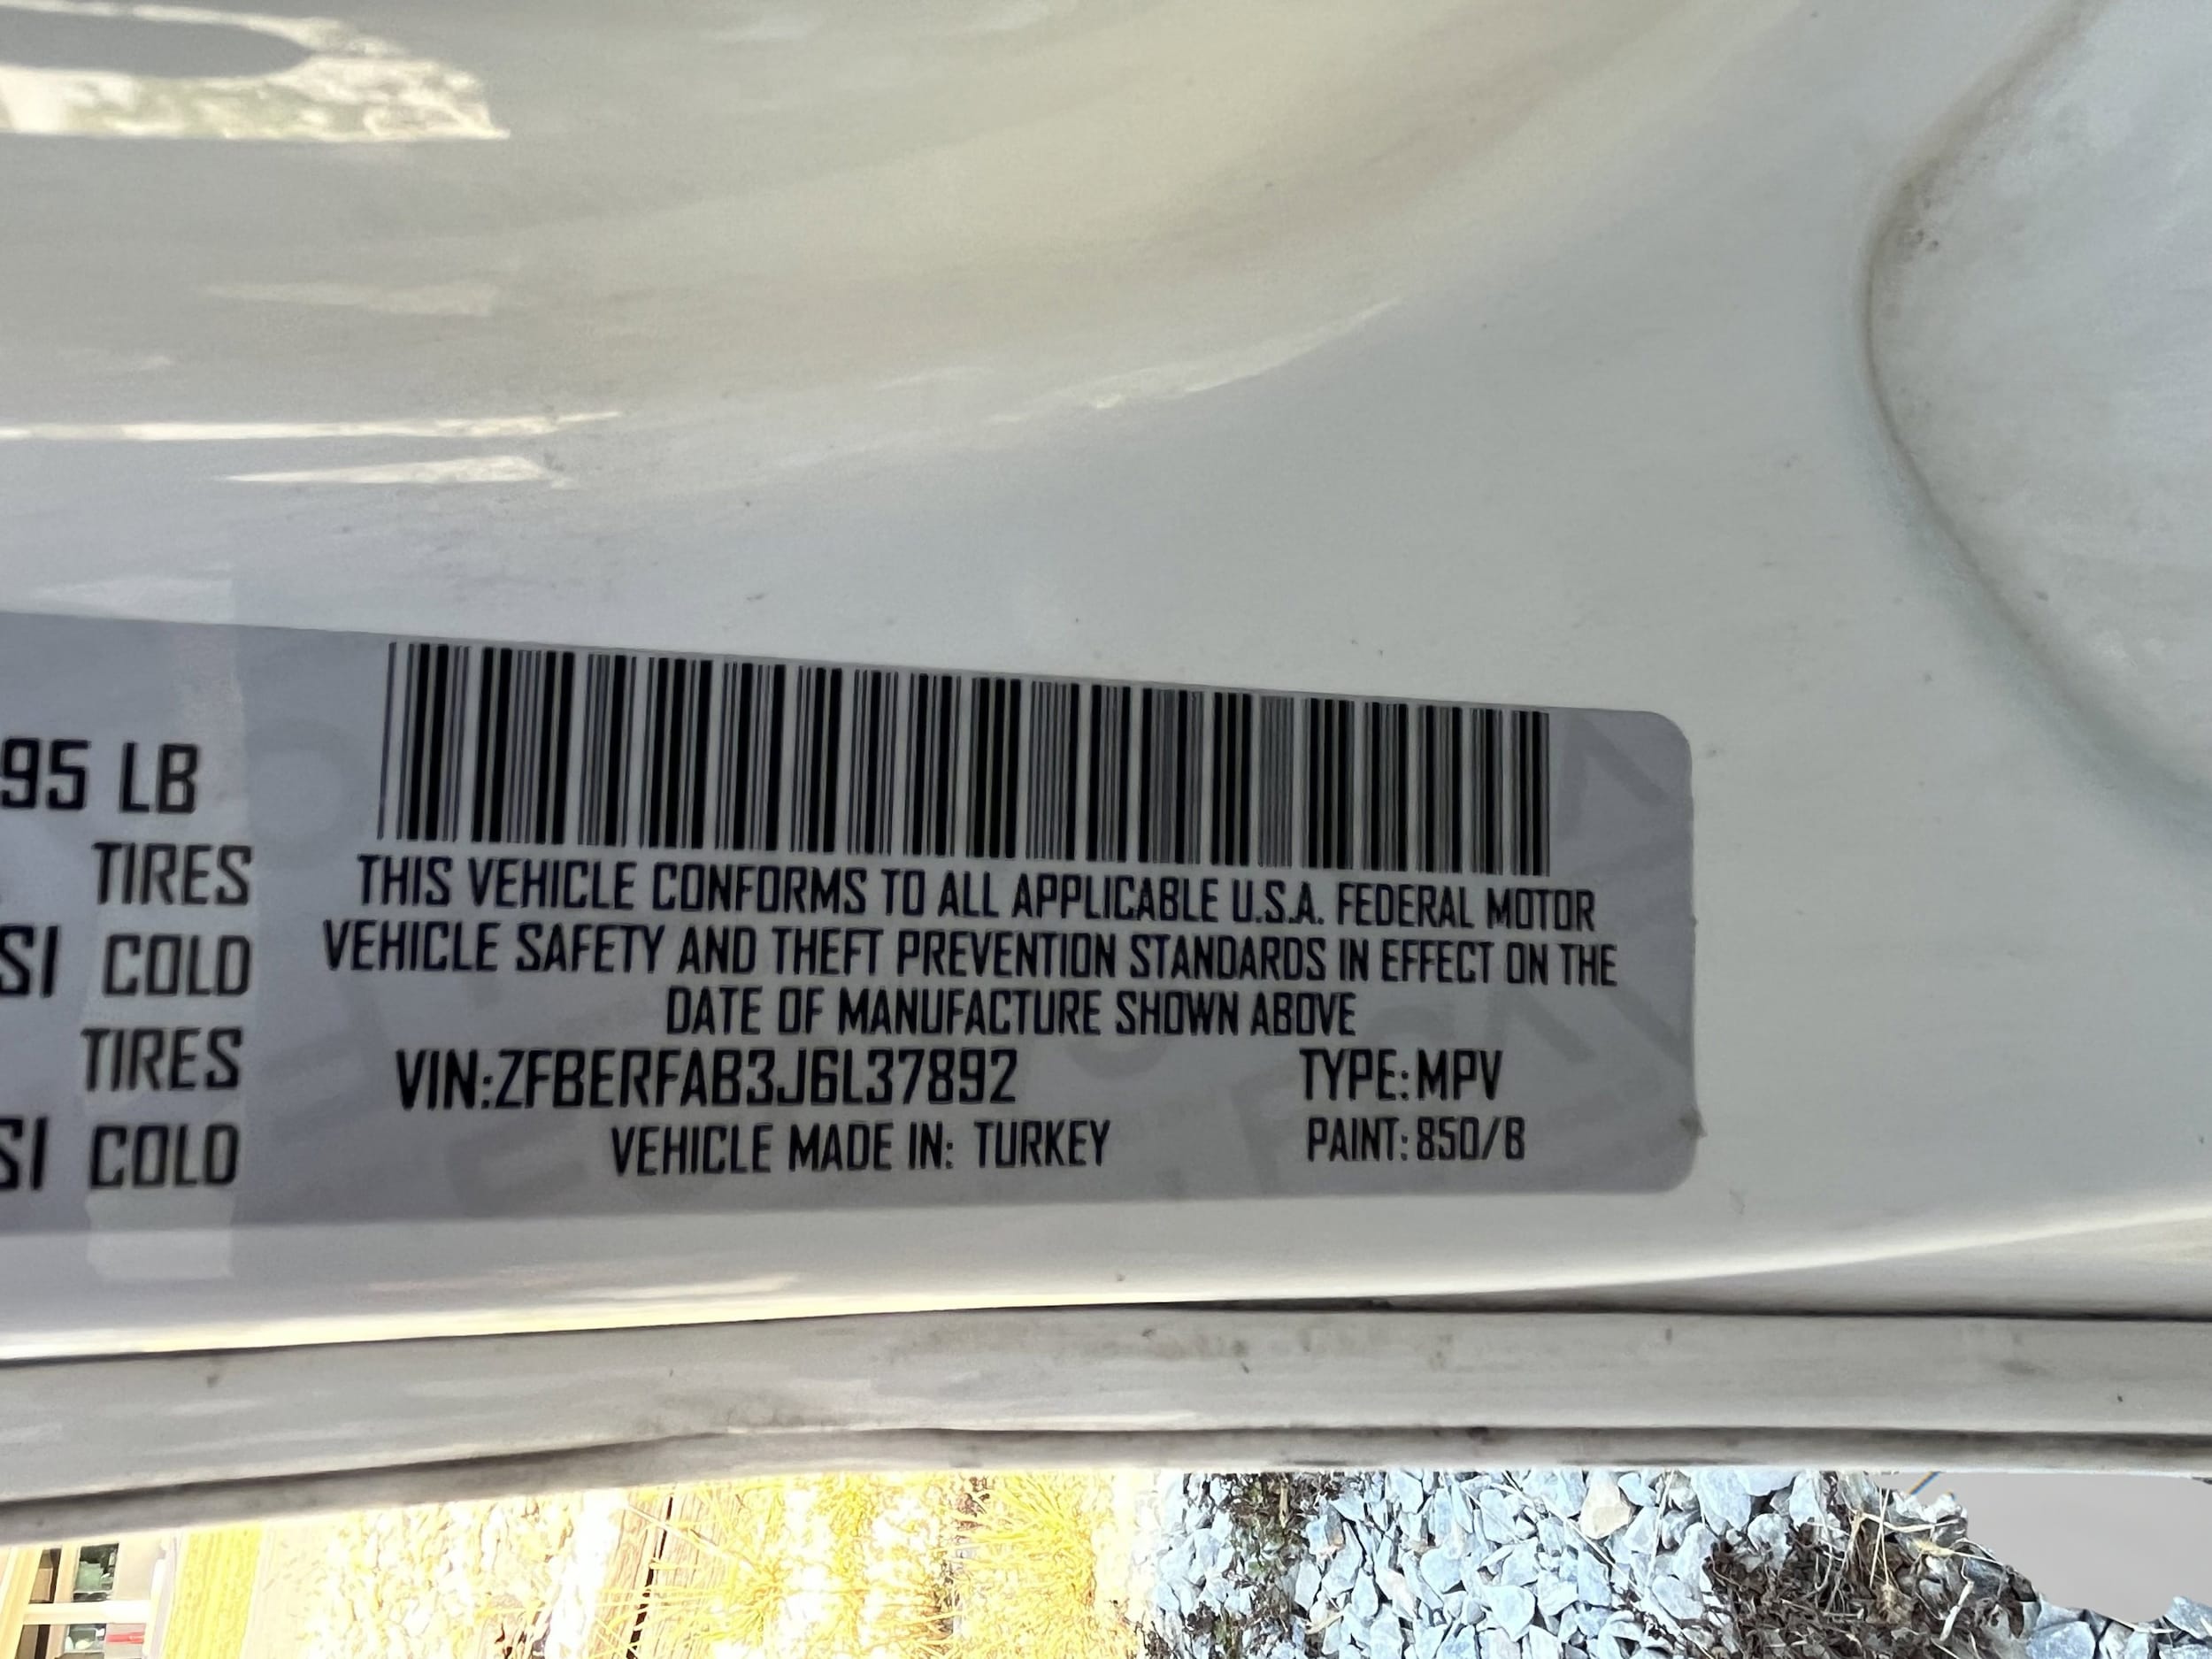 95 LB
TIRES
SI COLD
TIRES
SI COLD
THIS VEHICLE CONFORMS TO ALL APPLICABLE U.S.A. FEDERAL MOTOR
VEHICLE SAFETY AND THEFT PREVENTION STANDARDS IN EFFECT ON THE
DATE OF MANUFACTURE SHOWN ABOVE
VIN:ZFBERFAB3J6L37892 TYPE:MPV
VEHICLE MADE IN: TURKEY PAINT:850/B